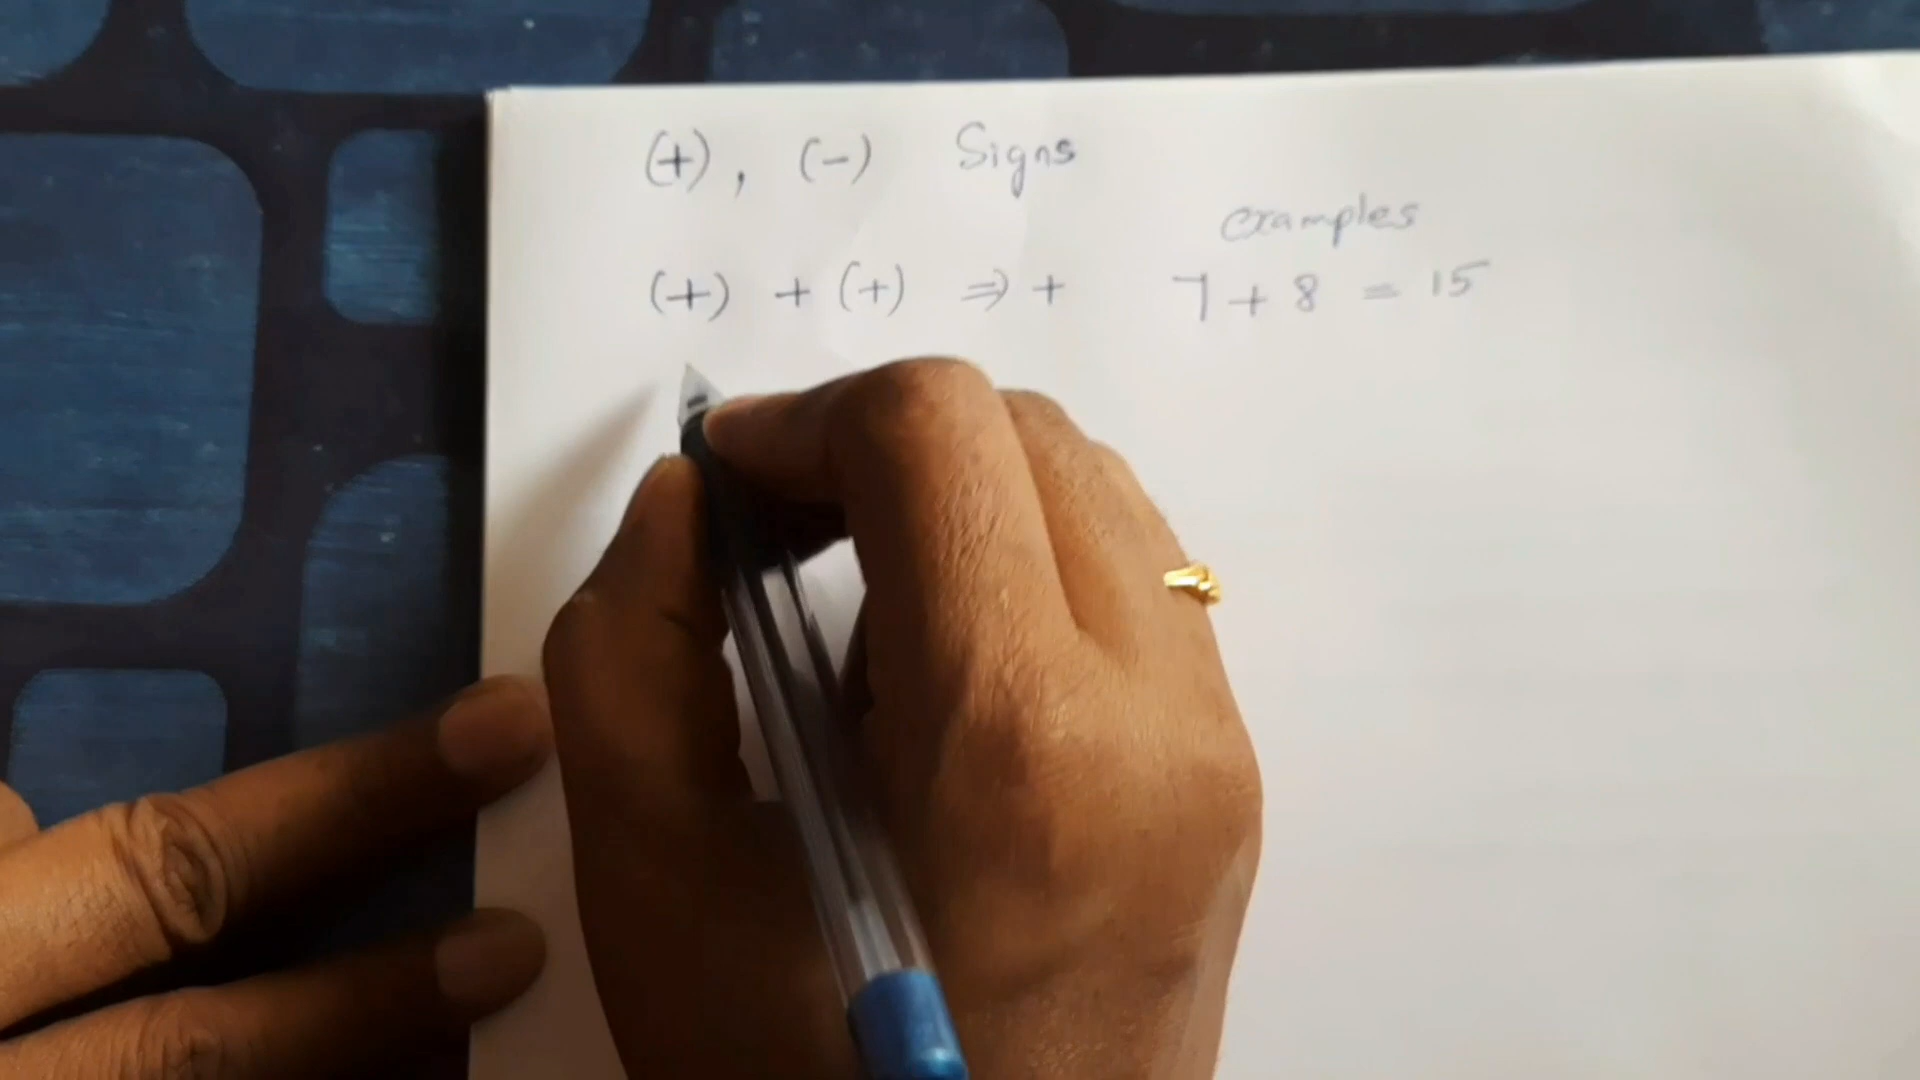 (+), (-) Signs
examples
(+) + (+) ⇒ + 7 + 8 = 15